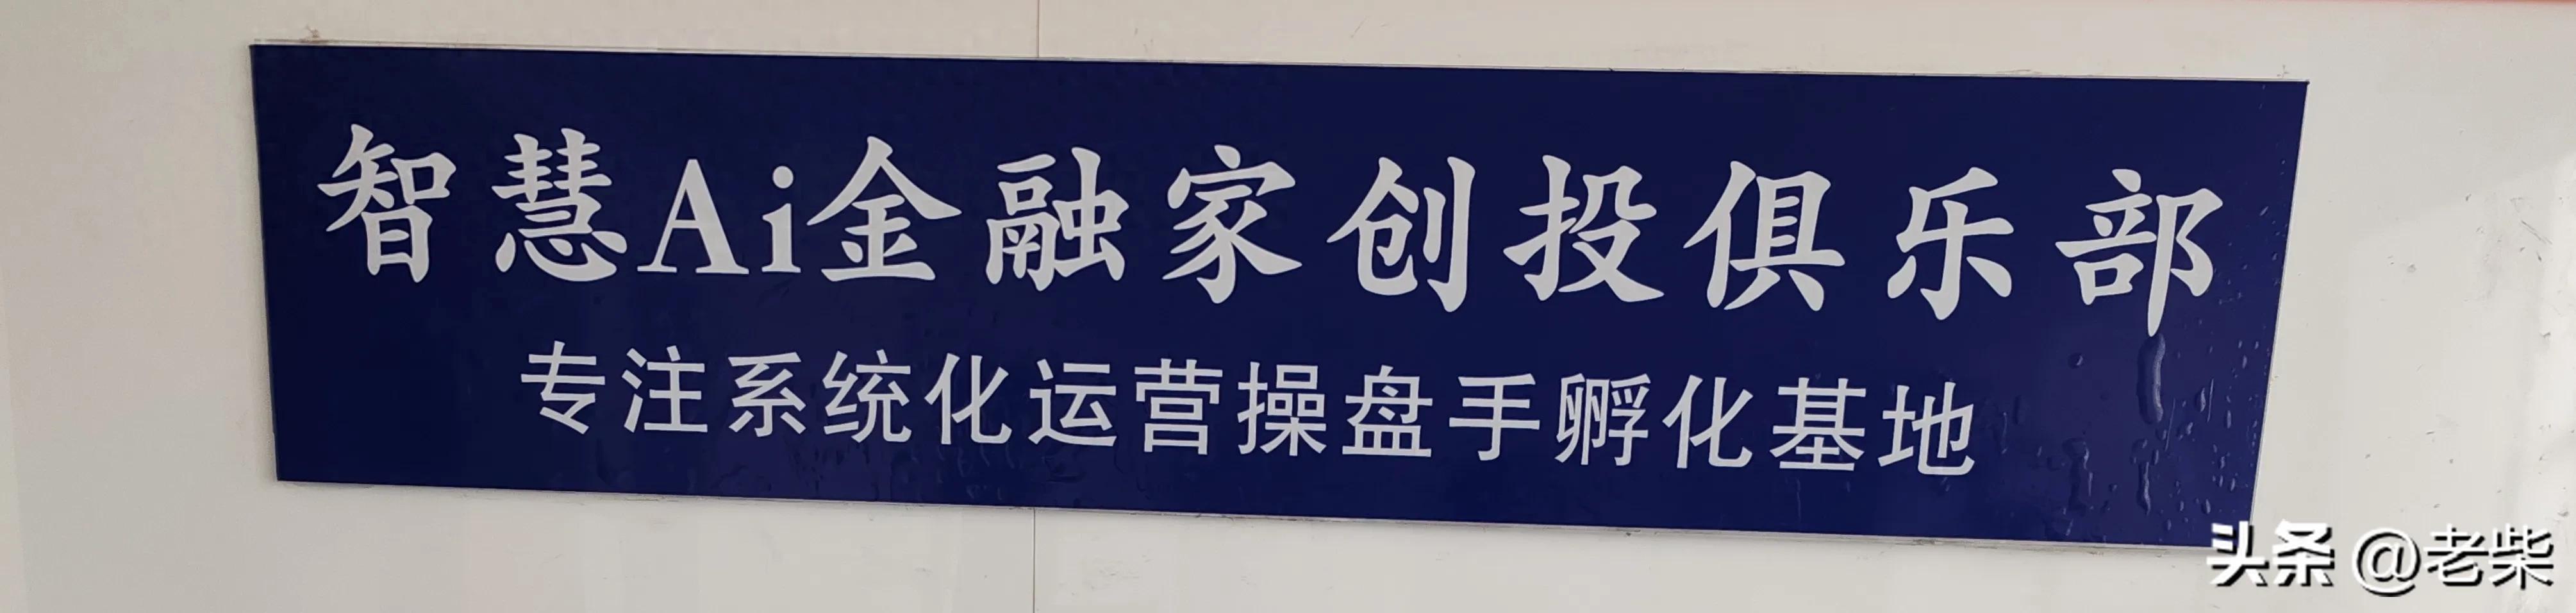 智慧Ai金融家创投俱乐部
专注系统化运营操盘手孵化基地
头条 @老柴